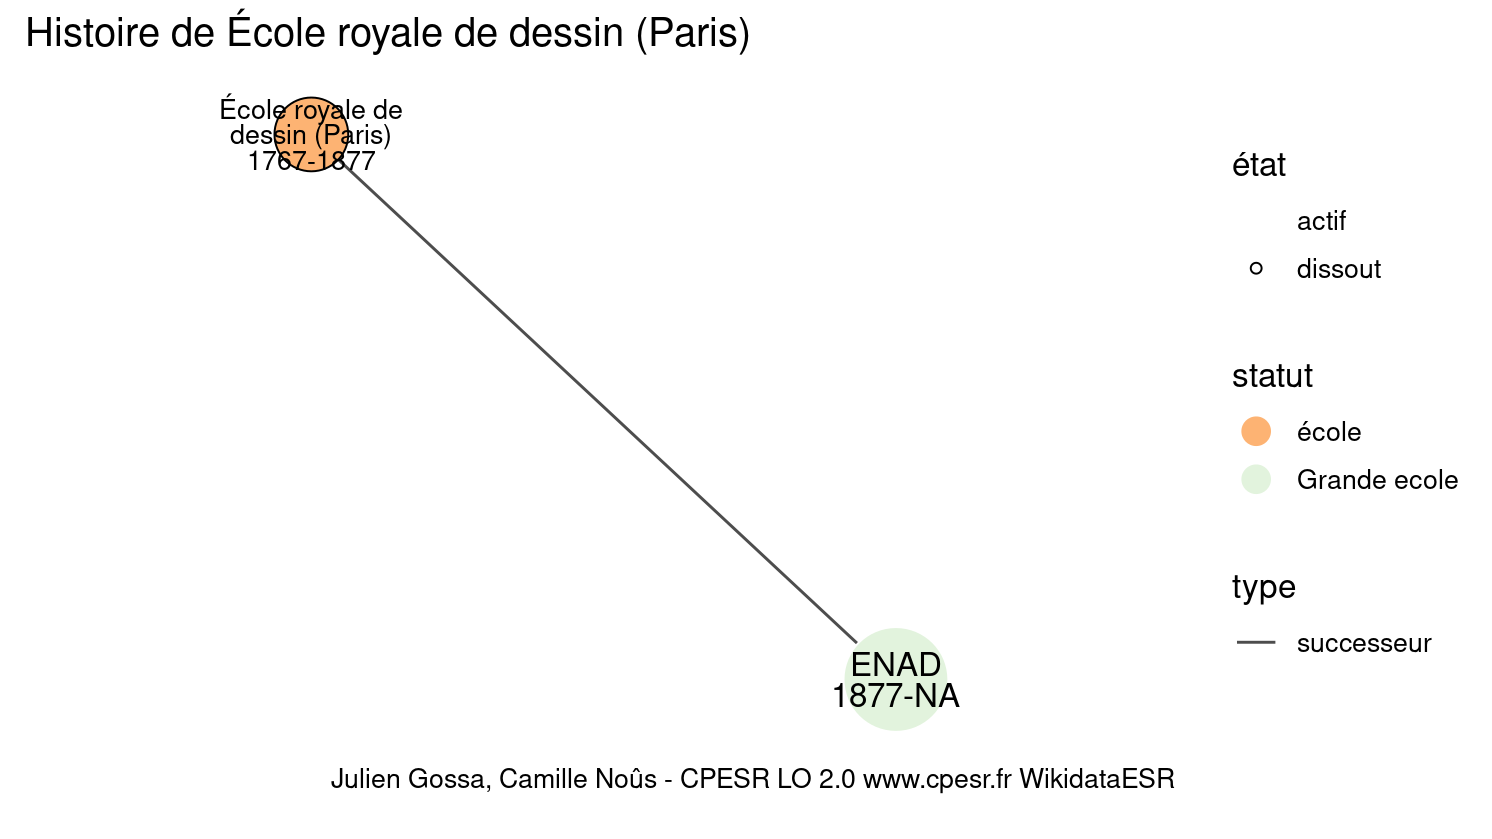 Histoire de École royale de dessin (Paris)
École royale de
dessin (Paris)
1767-1877
ENAD
1877-NA
état
actif
dissout
statut
école
Grande ecole
type
successeur
Julien Gossa, Camille Noûs - CPESR LO 2.0 www.cpesr.fr WikidataESR